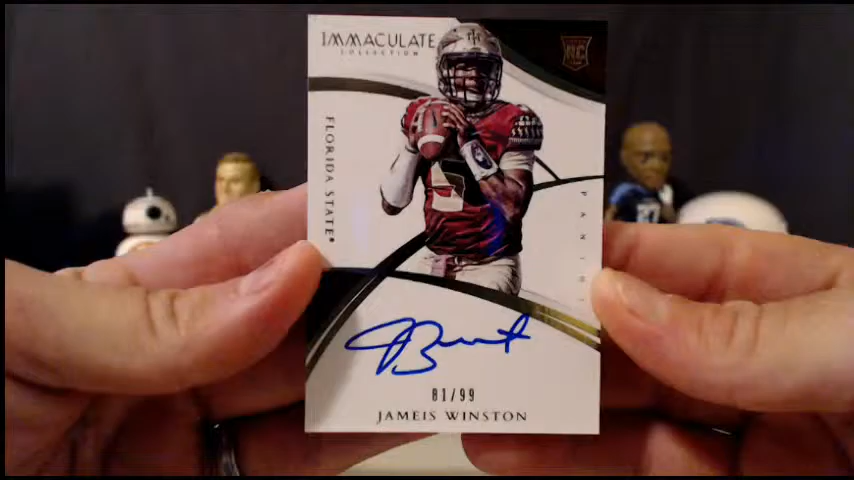 IMMACULATE
COLLECTION
RC
FLORIDA STATE®
PANINI
81/99
JAMEIS WINSTON